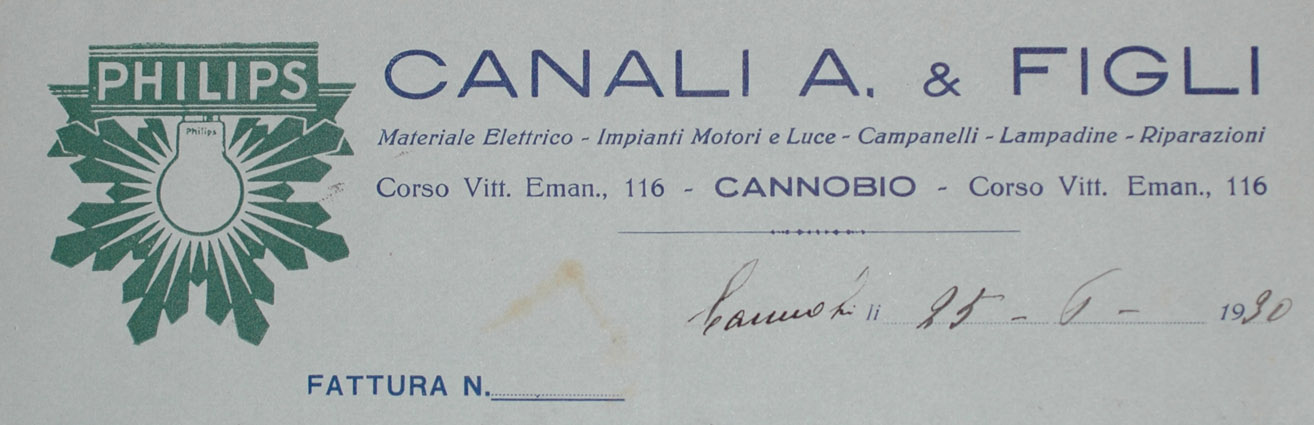 PHILIPS
Philips
CANALI A. & FIGLI
Materiale Elettrico - Impianti Motori e Luce - Campanelli - Lampadine - Riparazioni
Corso Vitt. Eman., 116 - CANNOBIO - Corso Vitt. Eman., 116
li 25 - 6 - 1930
FATTURA N.